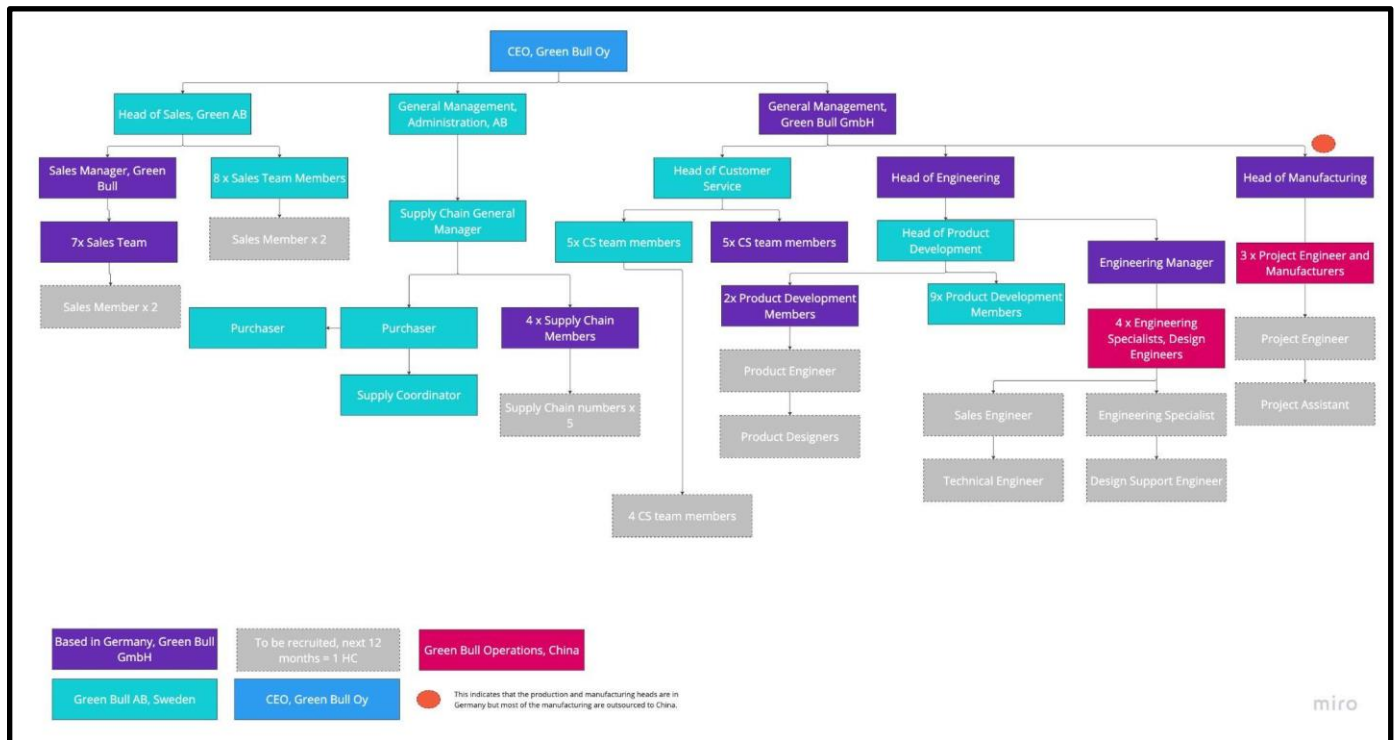 CEO, Green Bull Oy
Head of Sales, Green AB
General Management,
Administration, AB
General Management,
Green Bull GmbH
Sales Manager, Green
Bull
8 x Sales Team Members
Head of Customer
Service
Head of Engineering
Head of Manufacturing
7x Sales Team
Sales Member x 2
Supply Chain General
Manager
5x CS team members
5x CS team members
Head of Product
Development
Engineering Manager
3 x Project Engineer and
Manufacturers
Sales Member x 2
Purchaser
Purchaser
4 x Supply Chain
Members
2x Product Development
Members
9x Product Development
Members
4 x Engineering
Specialists, Design
Engineers
Project Engineer
Supply Coordinator
Supply Chain numbers x
5
Product Engineer
Product Designers
Sales Engineer
Engineering Specialist
Project Assistant
Technical Engineer
Design Support Engineer
4 CS team members
Based in Germany, Green Bull
GmbH
To be recruited, next 12
months = 1 HC
Green Bull Operations, China
Green Bull AB, Sweden
CEO, Green Bull Oy
This indicates that the production and manufacturing heads are in
Germany but most of the manufacturing are outsourced to China.
miro